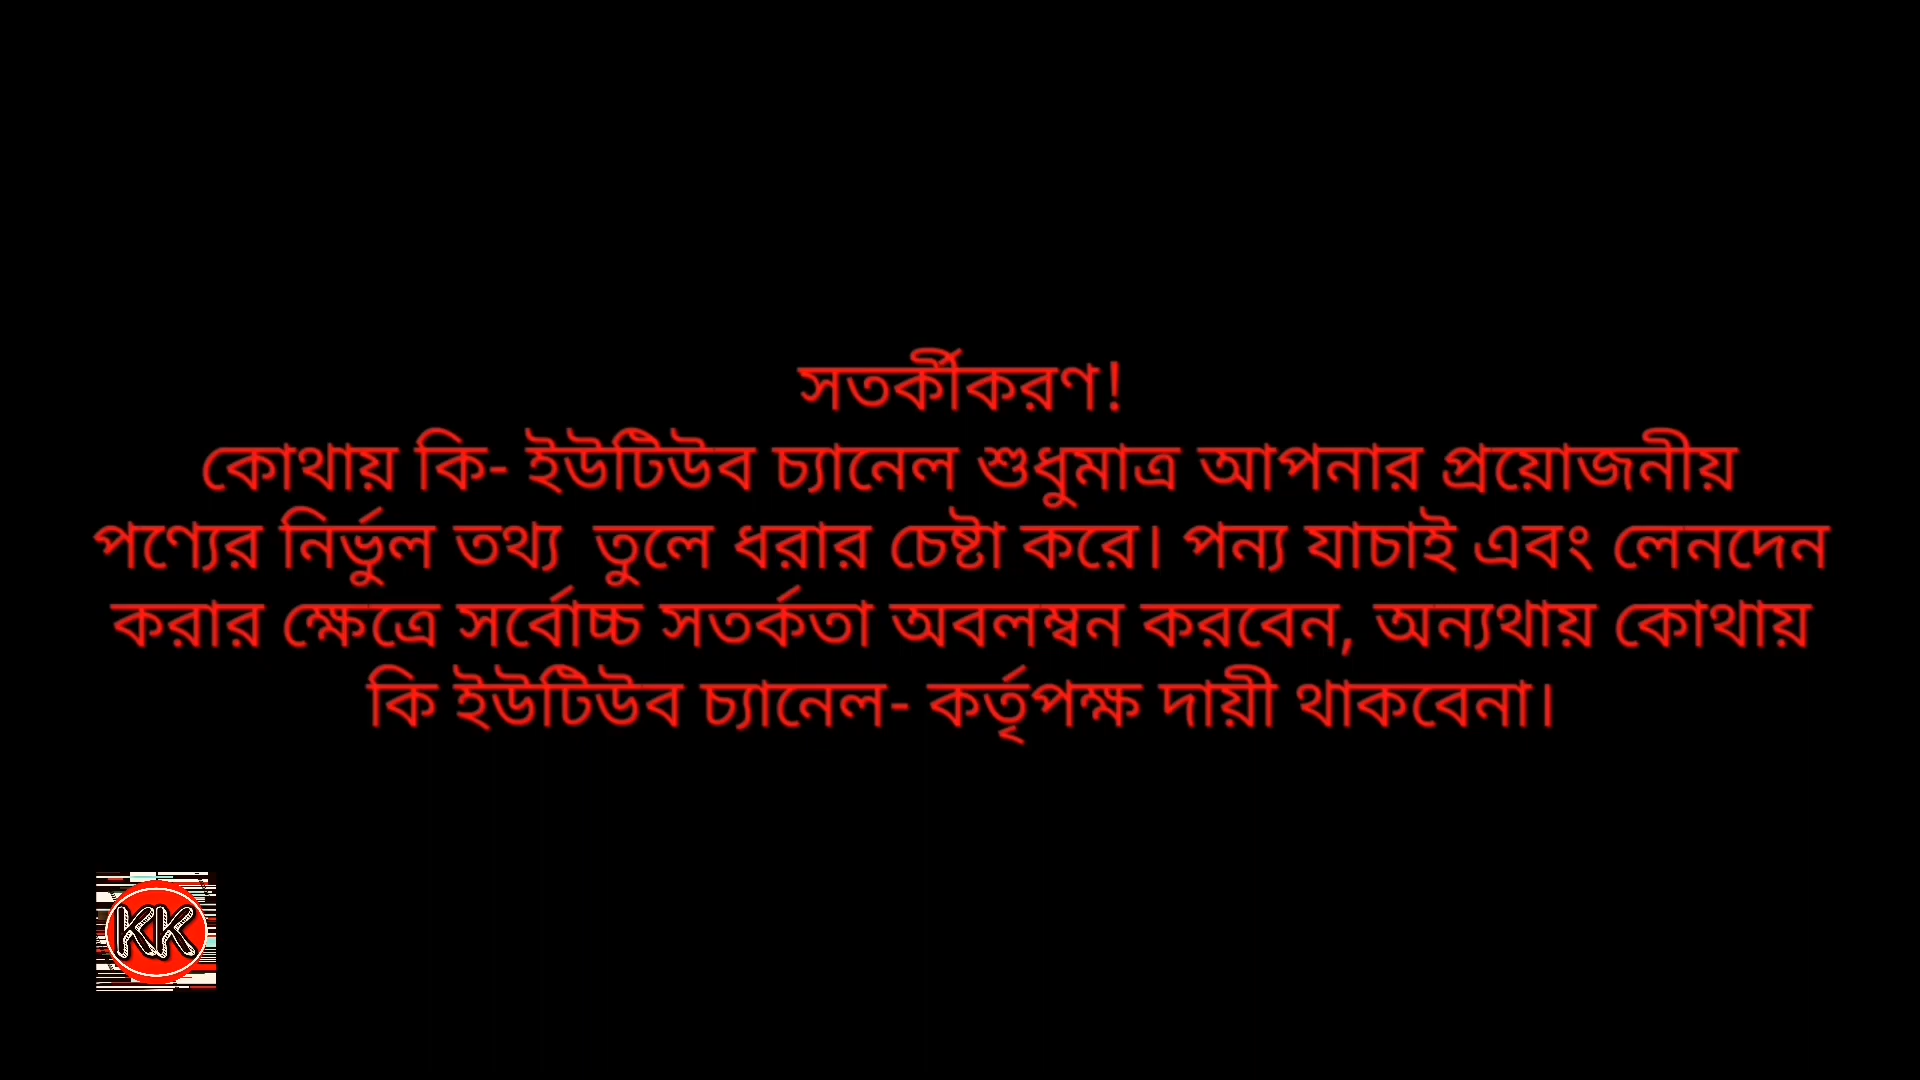 সতর্কীকরণ!
কোথায় কি- ইউটিউব চ্যানেল শুধুমাত্র আপনার প্রয়োজনীয়
পণ্যের নির্ভুল তথ্য  তুলে ধরার চেষ্টা করে। পন্য যাচাই এবং লেনদেন
করার ক্ষেত্রে সর্বোচ্চ সতর্কতা অবলম্বন করবেন, অন্যথায় কোথায়
কি ইউটিউব চ্যানেল- কর্তৃপক্ষ দায়ী থাকবেনা।
KK